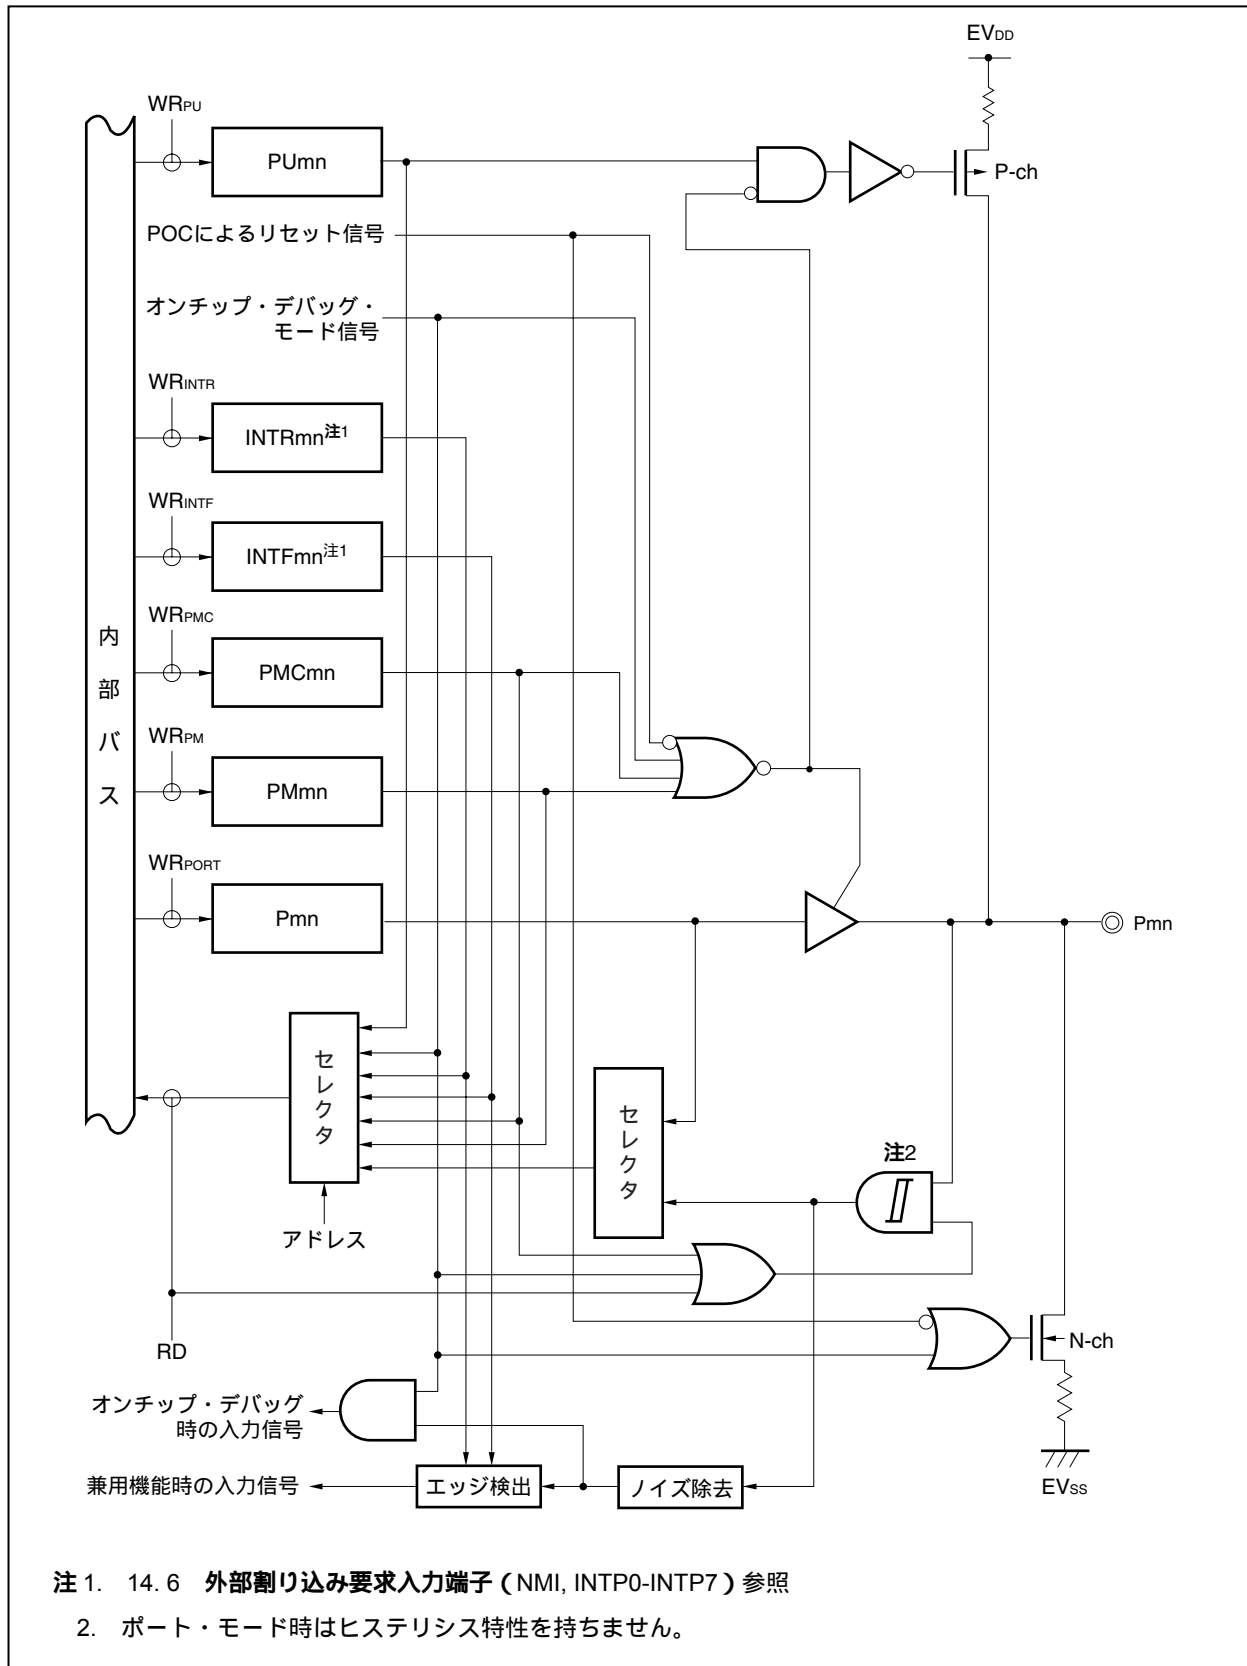 EVDD
WRPU
PUmn
P-ch
POCによるリセット信号
オンチップ・デバッグ・
モード信号
WRINTR
INTRmn注1
WRINTF
INTFmn注1
WRPMC
PMCmn
内部バス
WRPM
PMmn
WRPORT
Pmn
Pmn
セレクタ
セレクタ
注2
アドレス
RD
N-ch
オンチップ・デバッグ
時の入力信号
兼用機能時の入力信号
エッジ検出
ノイズ除去
EVSS
注1. 14. 6 外部割り込み要求入力端子(NMI, INTP0-INTP7)参照
2. ポート・モード時はヒステリシス特性を持ちません。